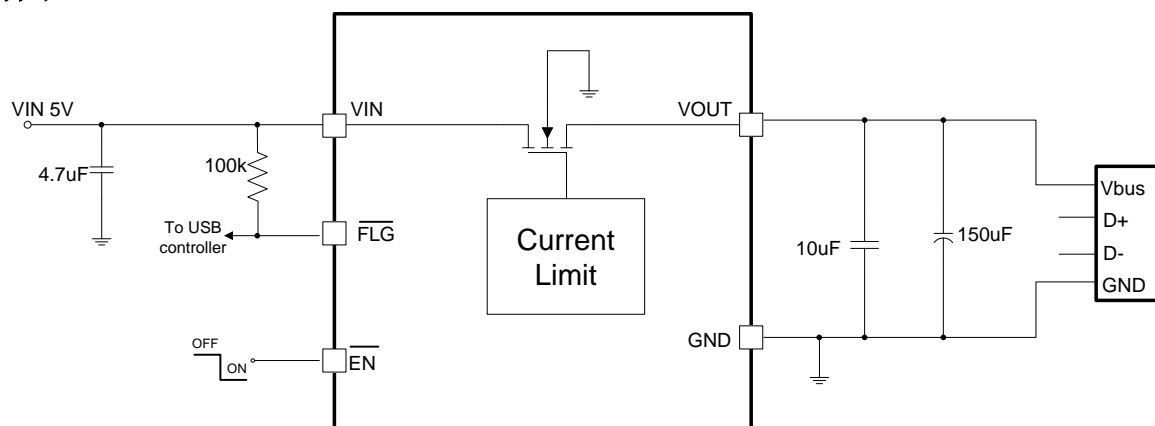 VIN 5V
VIN
VOUT
4.7uF
100k
To USB
controller
FLG
Current
Limit
10uF
150uF
Vbus
D+
D-
GND
OFF
ON
EN
GND